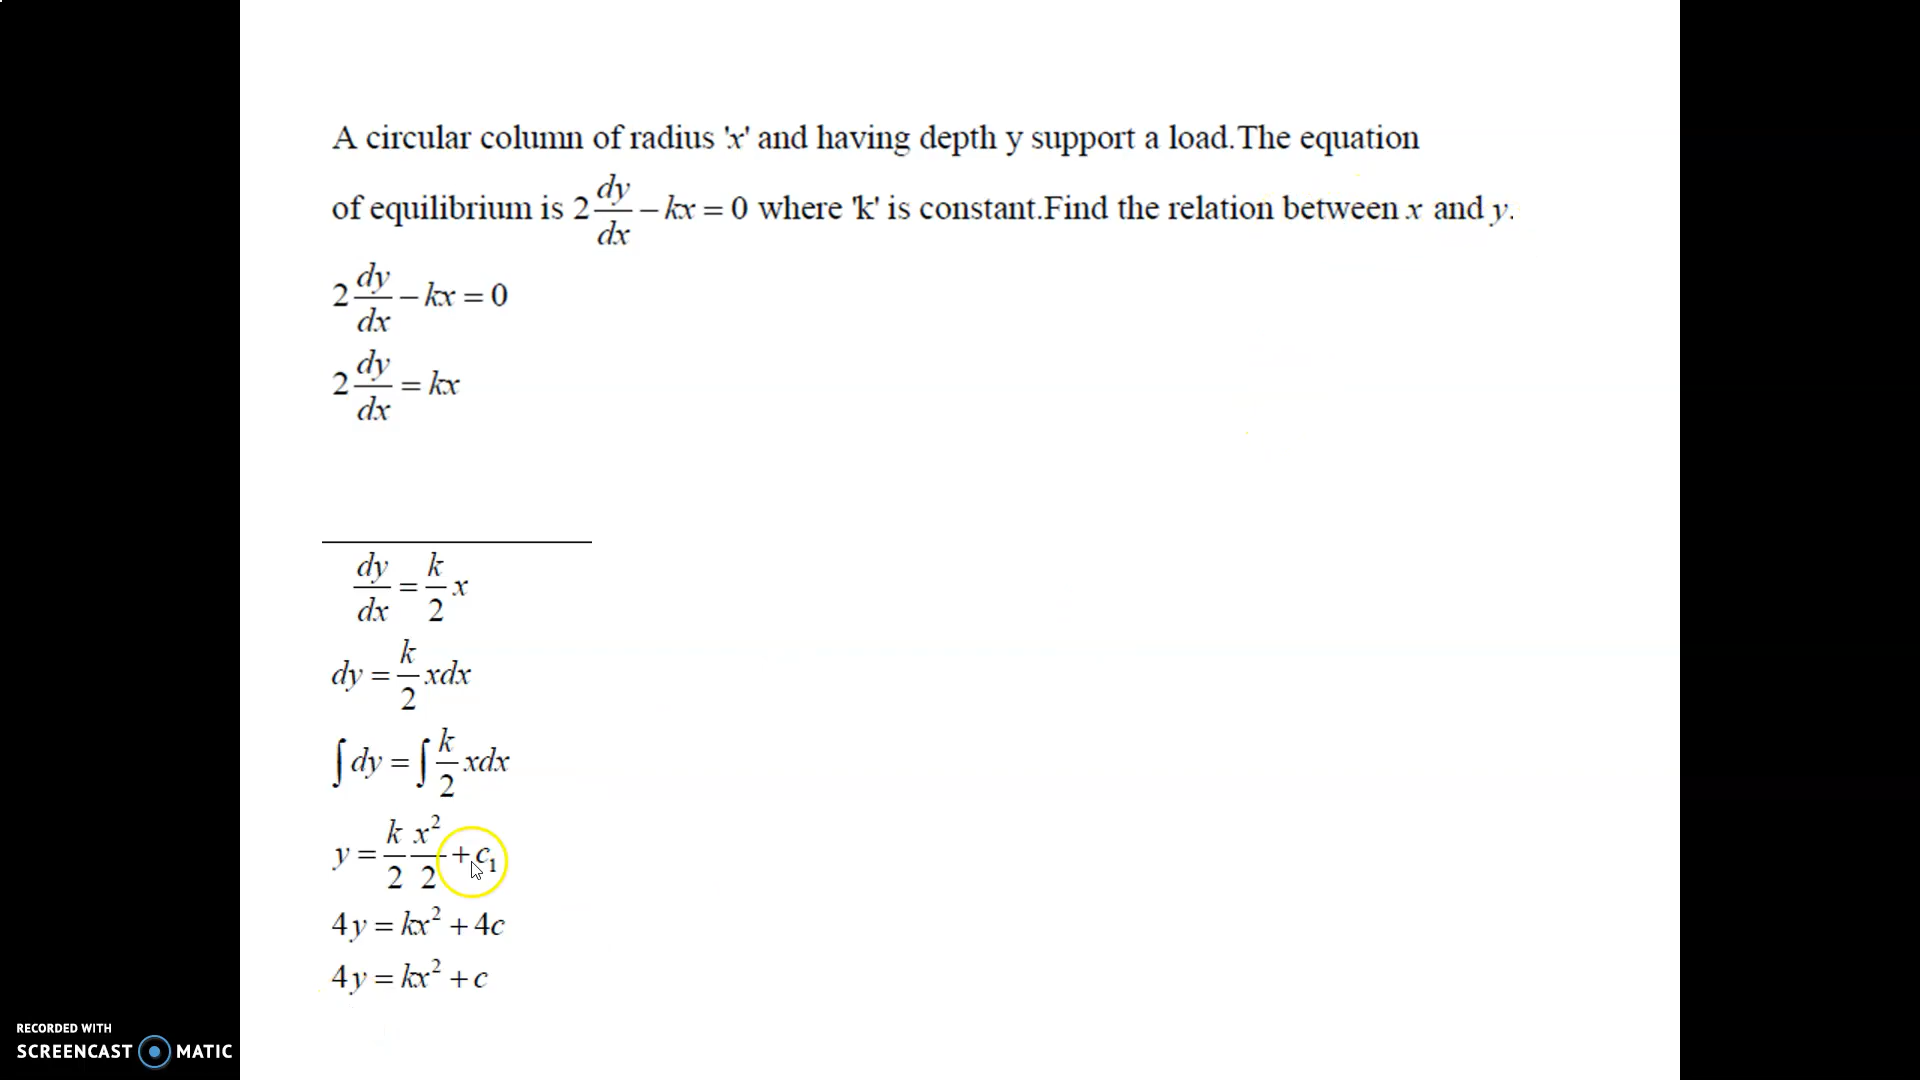 A circular column of radius 'x' and having depth y support a load.The equation
of equilibrium is 2 dy/dx − kx = 0 where 'k' is constant.Find the relation between x and y.
2 dy/dx − kx = 0
2 dy/dx = kx
dy/dx = k/2 x
dy = k/2 xdx
∫dy = ∫ k/2 xdx
y = k/2 x²/2 + c₁
4y = kx² + 4c
4y = kx² + c
RECORDED WITH
SCREENCAST MATIC